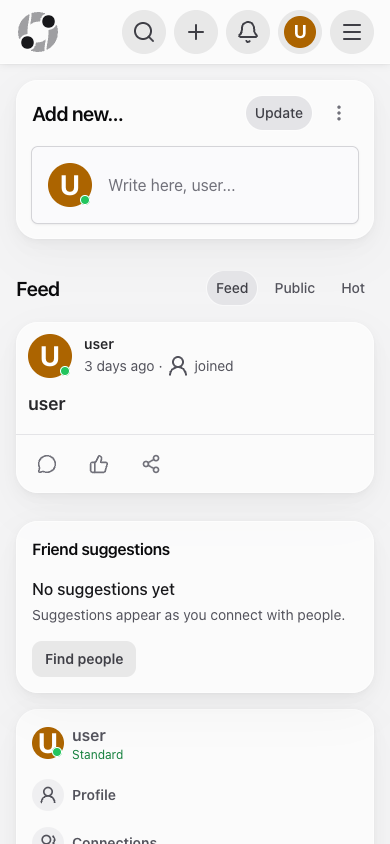 U
Add new...
Update
U
Write here, user...
Feed
Feed
Public
Hot
U
user
3 days ago · joined
user
Friend suggestions
No suggestions yet
Suggestions appear as you connect with people.
Find people
U
user
Standard
Profile
Connections